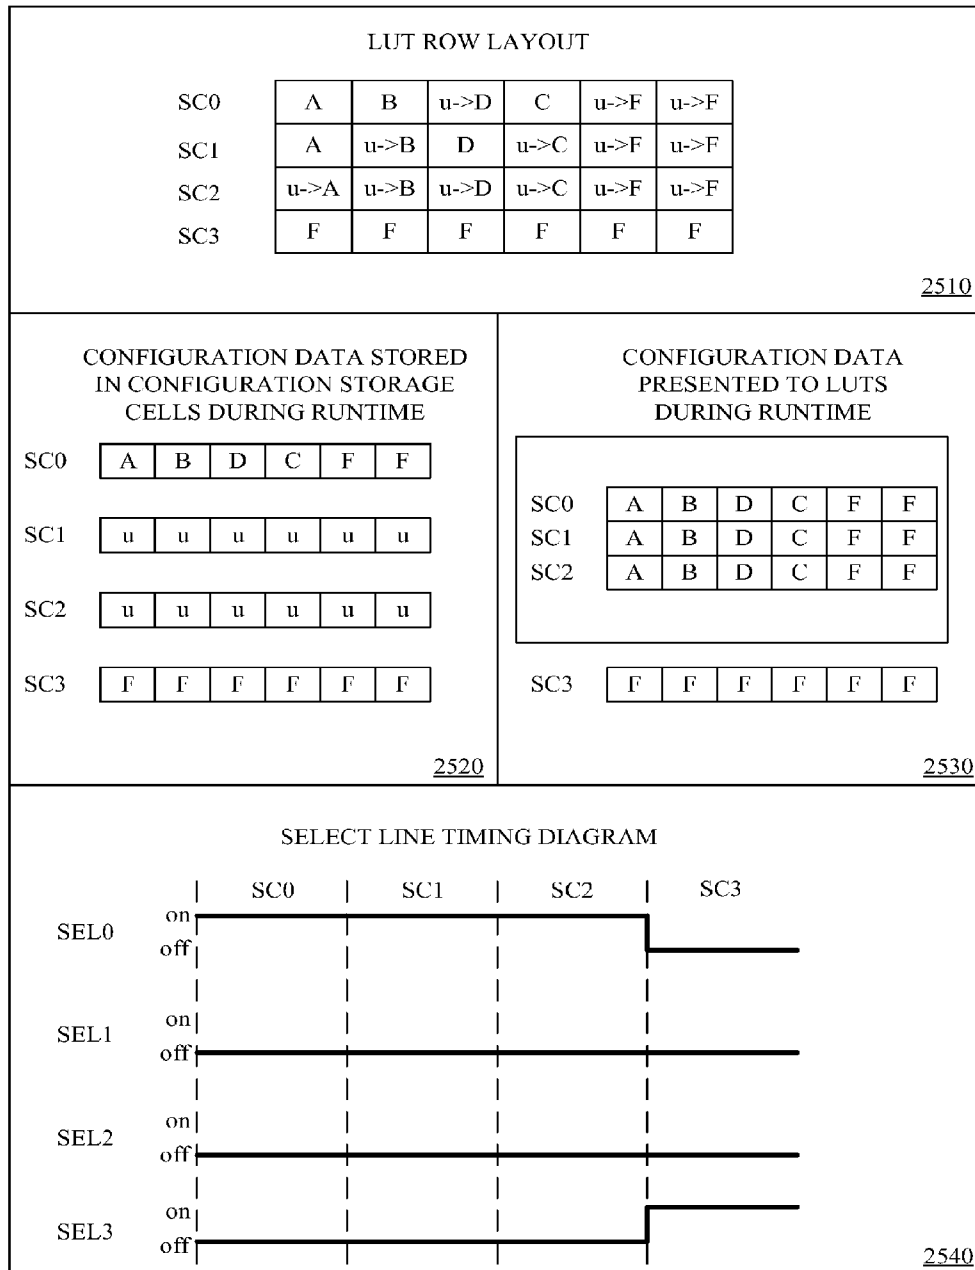 LUT ROW LAYOUT
SC0 A B u->D C u->F u->F
SC1 A u->B D u->C u->F u->F
SC2 u->A u->B u->D u->C u->F u->F
SC3 F F F F F F
2510
CONFIGURATION DATA STORED
IN CONFIGURATION STORAGE
CELLS DURING RUNTIME
SC0 A B D C F F
SC1 u u u u u u
SC2 u u u u u u
SC3 F F F F F F
2520
CONFIGURATION DATA
PRESENTED TO LUTS
DURING RUNTIME
SC0 A B D C F F
SC1 A B D C F F
SC2 A B D C F F
SC3 F F F F F F
2530
SELECT LINE TIMING DIAGRAM
SC0 SC1 SC2 SC3
SEL0 on
off
SEL1 on
off
SEL2 on
off
SEL3 on
off
2540